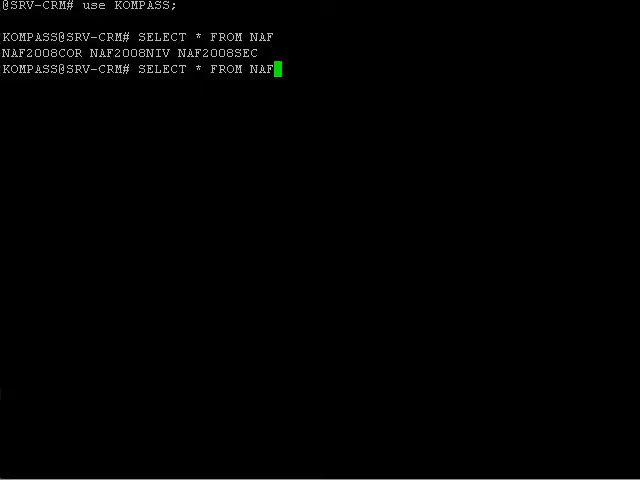 @SRV-CRM# use KOMPASS;
KOMPASS@SRV-CRM# SELECT * FROM NAF
NAF2008COR NAF2008NIV NAF2008SEC
KOMPASS@SRV-CRM# SELECT * FROM NAF